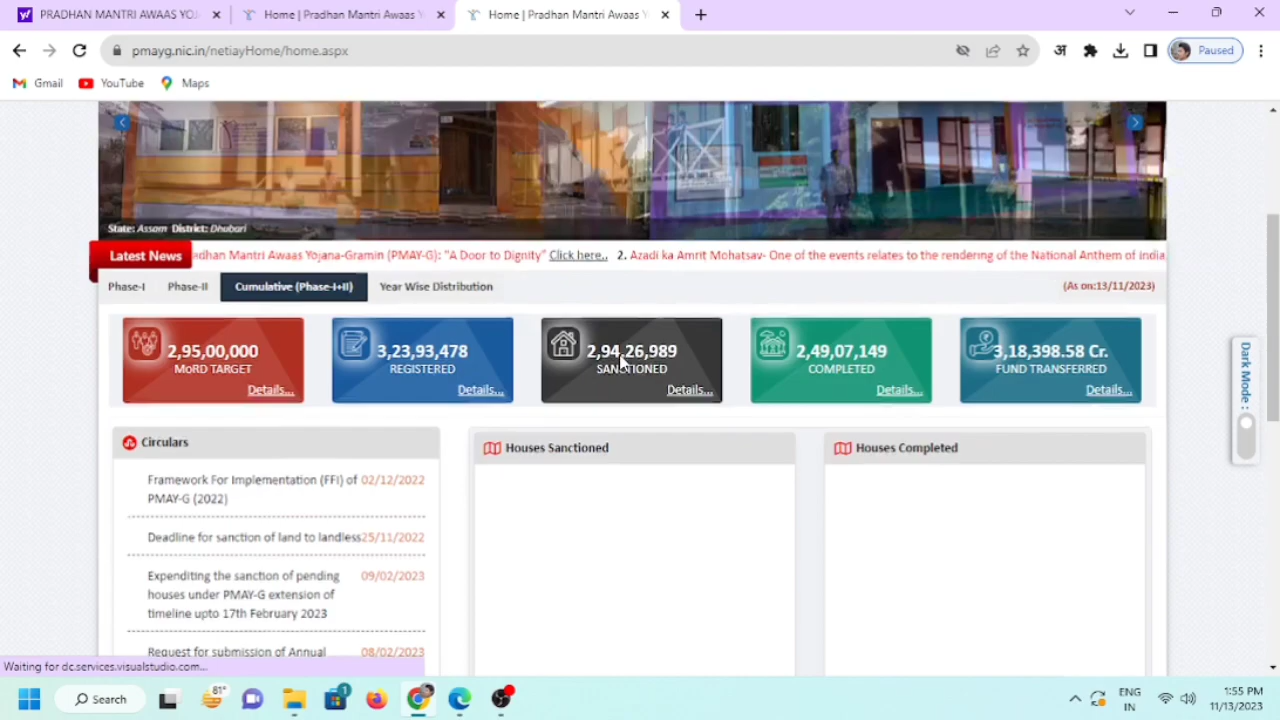 PRADHAN MANTRI AWAAS YOJ
Home | Pradhan Mantri Awaas Y
Home | Pradhan Mantri Awaas Y
pmayg.nic.in/netiayHome/home.aspx
अ
Paused
Gmail
YouTube
Maps
State: Assam District: Dhubari
Latest News
adhan Mantri Awaas Yojana-Gramin (PMAY-G): "A Door to Dignity" Click here.. 2. Azadi ka Amrit Mohatsav- One of the events relates to the rendering of the National Anthem of India
Phase-I Phase-II Cumulative (Phase-I+II) Year Wise Distribution (As on:13/11/2023)
2,95,00,000
MoRD TARGET
Details...
3,23,93,478
REGISTERED
Details...
2,94,26,989
SANCTIONED
Details...
2,49,07,149
COMPLETED
Details...
3,18,398.58 Cr.
FUND TRANSFERRED
Details...
Circulars
Framework For Implementation (FFI) of 02/12/2022
PMAY-G (2022)
Deadline for sanction of land to landless 25/11/2022
Expenditing the sanction of pending 09/02/2023
houses under PMAY-G extension of
timeline upto 17th February 2023
Request for submission of Annual 08/02/2023
Houses Sanctioned
Houses Completed
Dark Mode :
Waiting for dc.services.visualstudio.com...
Search
81°
1
ENG
IN
1:55 PM
11/13/2023